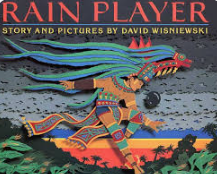 RAIN PLAYER
STORY AND PICTURES BY DAVID WISNIEWSKI